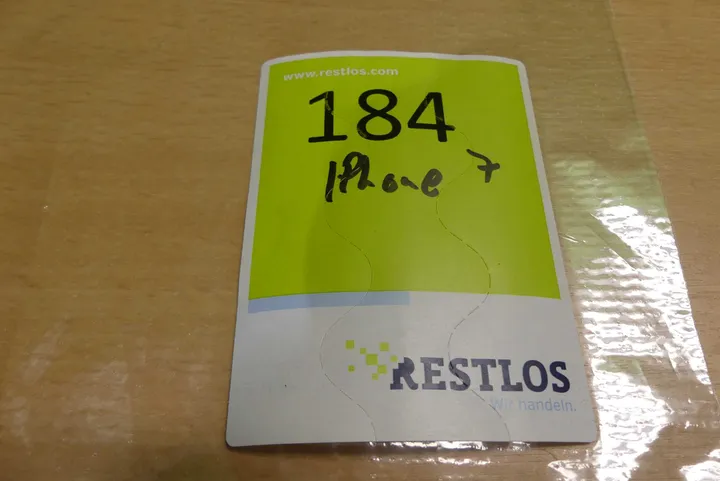 www.restlos.com
184
IPhone 7
RESTLOS
Wir handeln.